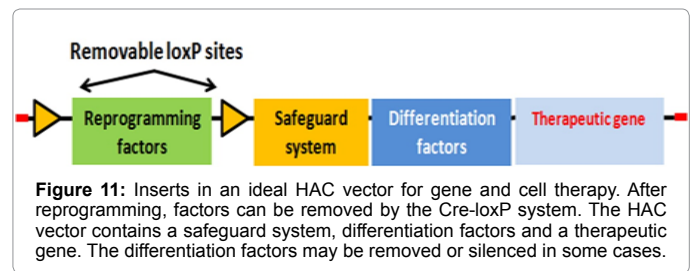 Removable loxP sites
Reprogramming factors
Safeguard system
Differentiation factors
Therapeutic gene
Figure 11: Inserts in an ideal HAC vector for gene and cell therapy. After
reprogramming, factors can be removed by the Cre-loxP system. The HAC
vector contains a safeguard system, differentiation factors and a therapeutic
gene. The differentiation factors may be removed or silenced in some cases.